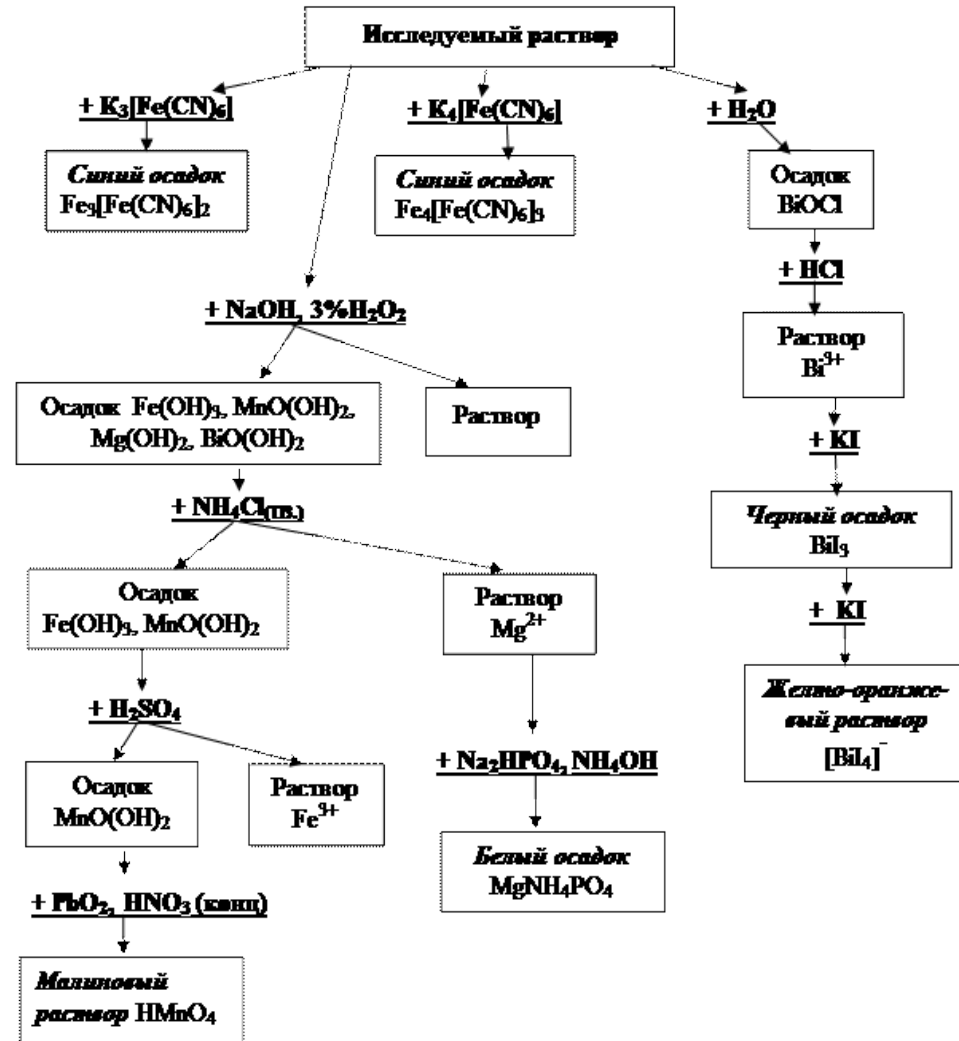 Исследуемый раствор
+ K₃[Fe(CN)₆]
+ K₄[Fe(CN)₆]
+ H₂O
Синий осадок
Fe₃[Fe(CN)₆]₂
Синий осадок
Fe₄[Fe(CN)₆]₃
Осадок
BiOCl
+ HCl
+ NaOH, 3%H₂O₂
Раствор
Bi³⁺
Осадок Fe(OH)₃, MnO(OH)₂,
Mg(OH)₂, BiO(OH)₂
Раствор
+ KI
+ NH₄Cl(тв.)
Черный осадок
BiI₃
Осадок
Fe(OH)₃, MnO(OH)₂
Раствор
Mg²⁺
+ KI
+ H₂SO₄
Желто-оранже-
вый раствор
[BiI₄]⁻
+ Na₂HPO₄, NH₄OH
Осадок
MnO(OH)₂
Раствор
Fe³⁺
Белый осадок
MgNH₄PO₄
+ PbO₂, HNO₃ (конц)
Малиновый
раствор HMnO₄